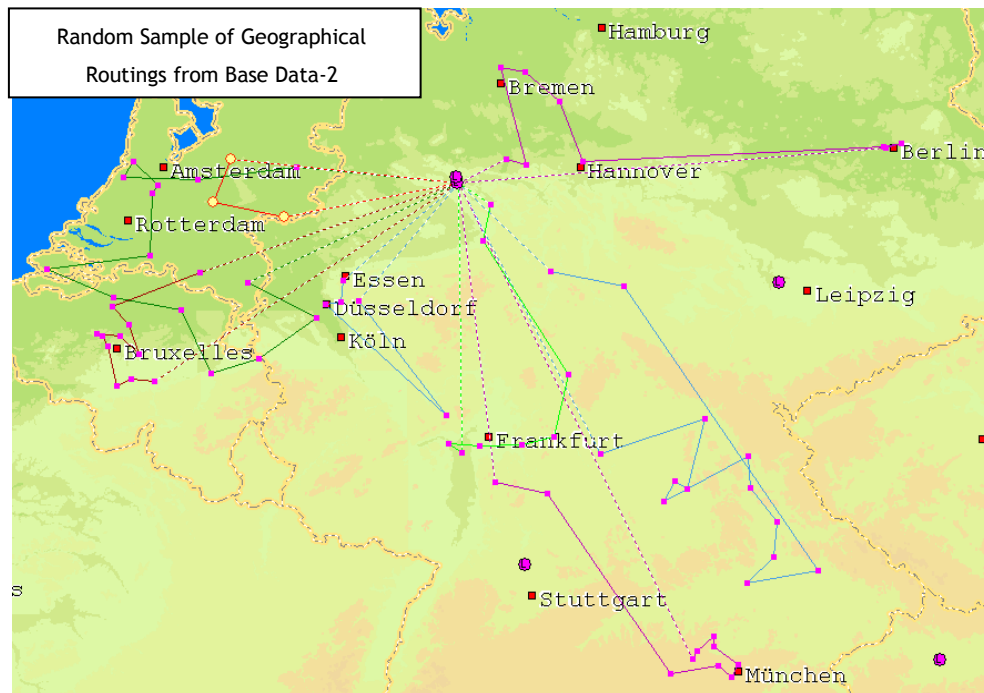 Random Sample of Geographical
Routings from Base Data-2
Hamburg
Bremen
Berlin
Amsterdam
Hannover
Rotterdam
Essen
Leipzig
Düsseldorf
Köln
Bruxelles
Frankfurt
s
Stuttgart
München